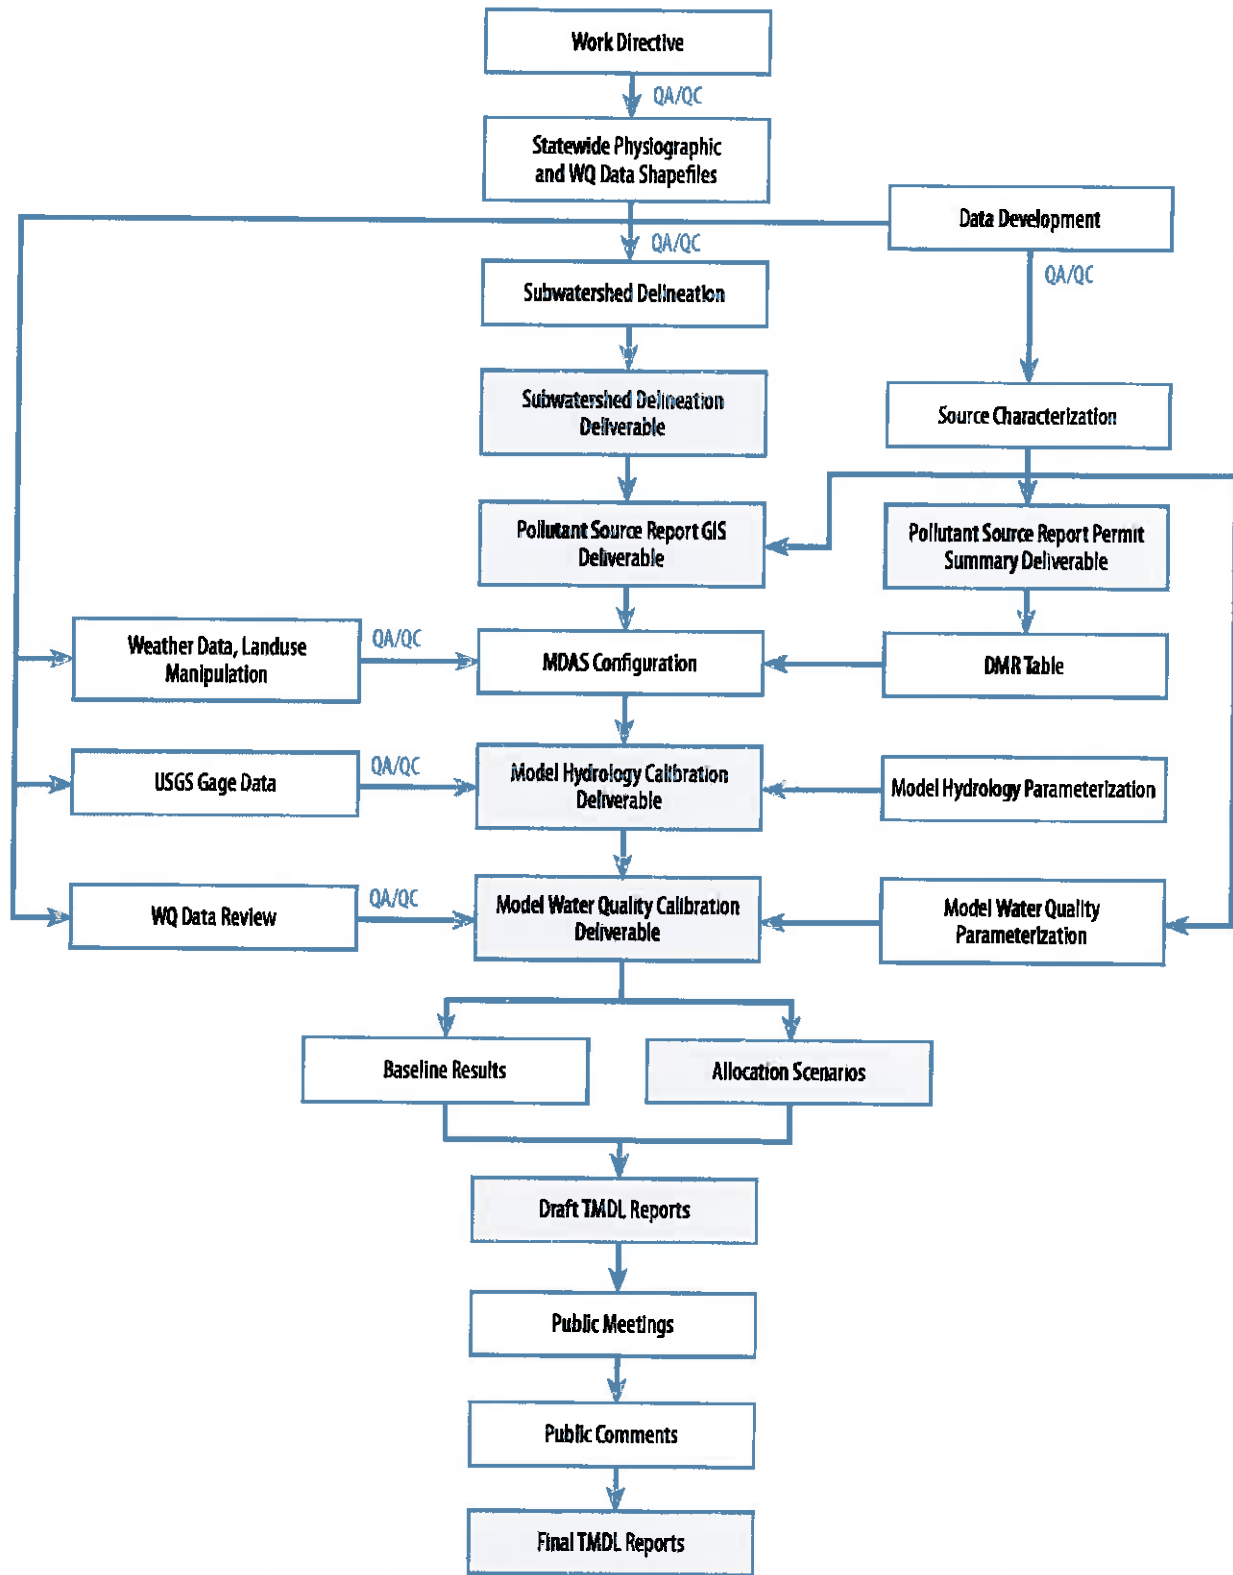 Work Directive
QA/QC
Statewide Physiographic
and WQ Data Shapefiles
Data Development
QA/QC
QA/QC
Subwatershed Delineation
Subwatershed Delineation
Deliverable
Source Characterization
Pollutant Source Report GIS
Deliverable
Pollutant Source Report Permit
Summary Deliverable
Weather Data, Landuse
Manipulation
QA/QC
MDAS Configuration
DMR Table
USGS Gage Data
QA/QC
Model Hydrology Calibration
Deliverable
Model Hydrology Parameterization
WQ Data Review
QA/QC
Model Water Quality Calibration
Deliverable
Model Water Quality
Parameterization
Baseline Results
Allocation Scenarios
Draft TMDL Reports
Public Meetings
Public Comments
Final TMDL Reports